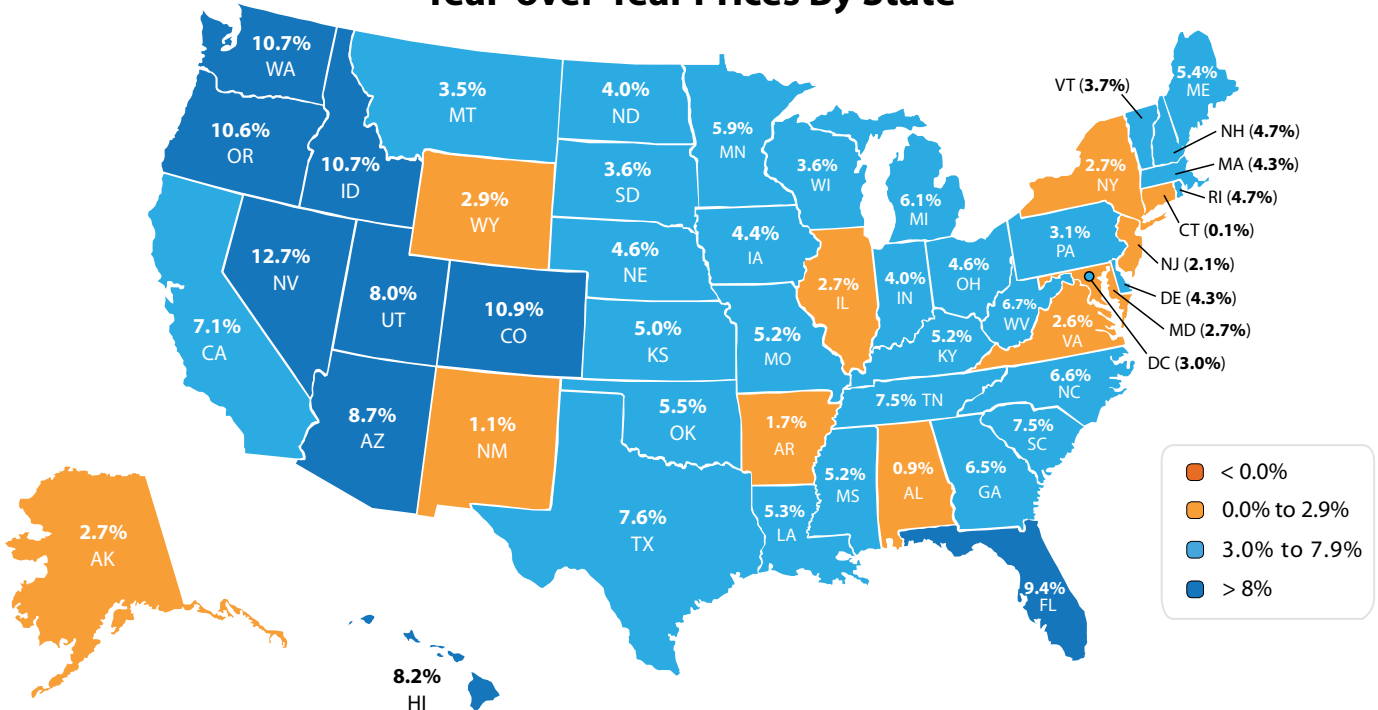 Year-over-Year Prices By State
10.7%
WA
10.6%
OR
10.7%
ID
3.5%
MT
4.0%
ND
5.9%
MN
3.6%
WI
6.1%
MI
VT (3.7%)
5.4%
ME
NH (4.7%)
MA (4.3%)
RI (4.7%)
CT (0.1%)
NJ (2.1%)
DE (4.3%)
MD (2.7%)
DC (3.0%)
2.7%
NY
3.1%
PA
2.9%
WY
3.6%
SD
4.6%
NE
4.4%
IA
2.7%
IL
4.0%
IN
4.6%
OH
6.7%
WV
2.6%
VA
12.7%
NV
8.0%
UT
10.9%
CO
5.0%
KS
5.2%
MO
5.2%
KY
7.1%
CA
8.7%
AZ
1.1%
NM
5.5%
OK
1.7%
AR
7.5% TN
6.6%
NC
7.5%
SC
7.6%
TX
5.3%
LA
5.2%
MS
0.9%
AL
6.5%
GA
9.4%
FL
2.7%
AK
8.2%
HI
< 0.0%
0.0% to 2.9%
3.0% to 7.9%
> 8%